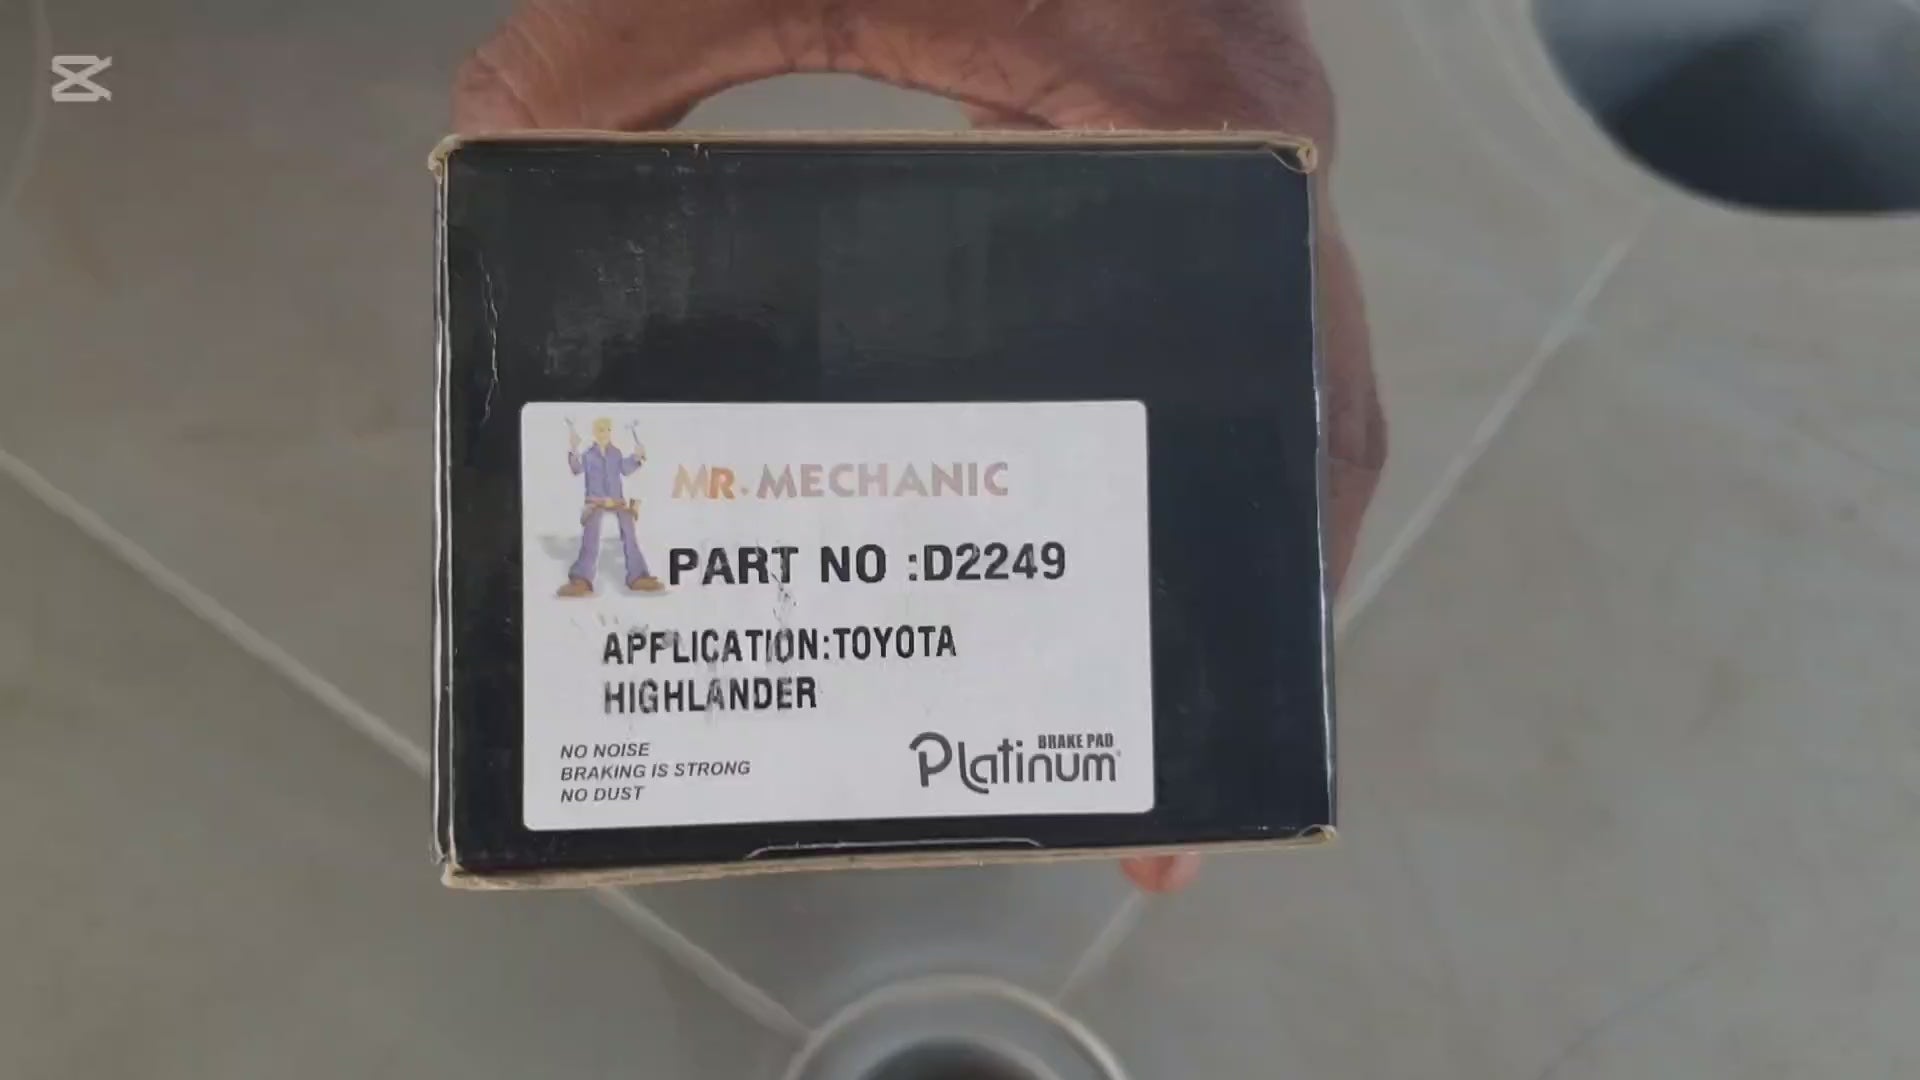 MR. MECHANIC
PART NO :D2249
APPLICATION:TOYOTA
HIGHLANDER
NO NOISE
BRAKING IS STRONG
NO DUST
BRAKE PAD
Platinum